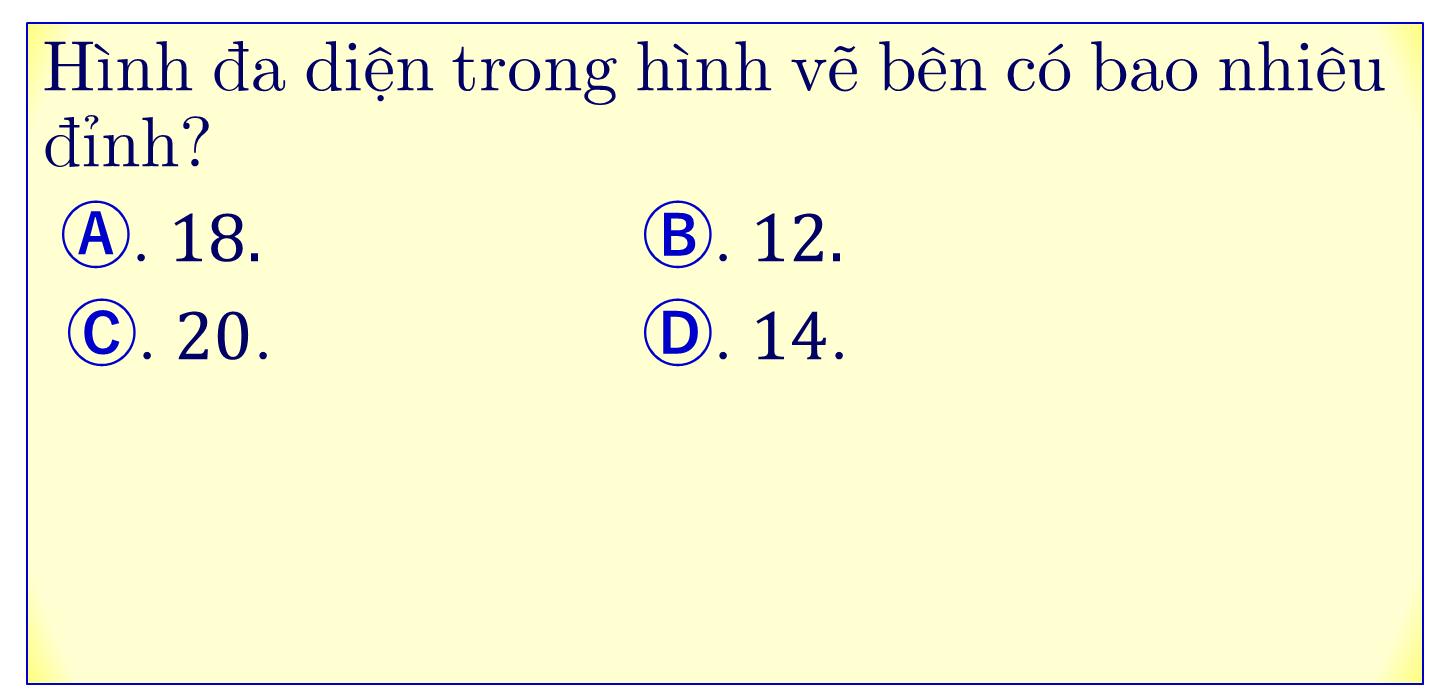 Hình đa diện trong hình vẽ bên có bao nhiêu
đỉnh?
Ⓐ. 18. Ⓑ. 12.
Ⓒ. 20. Ⓓ. 14.